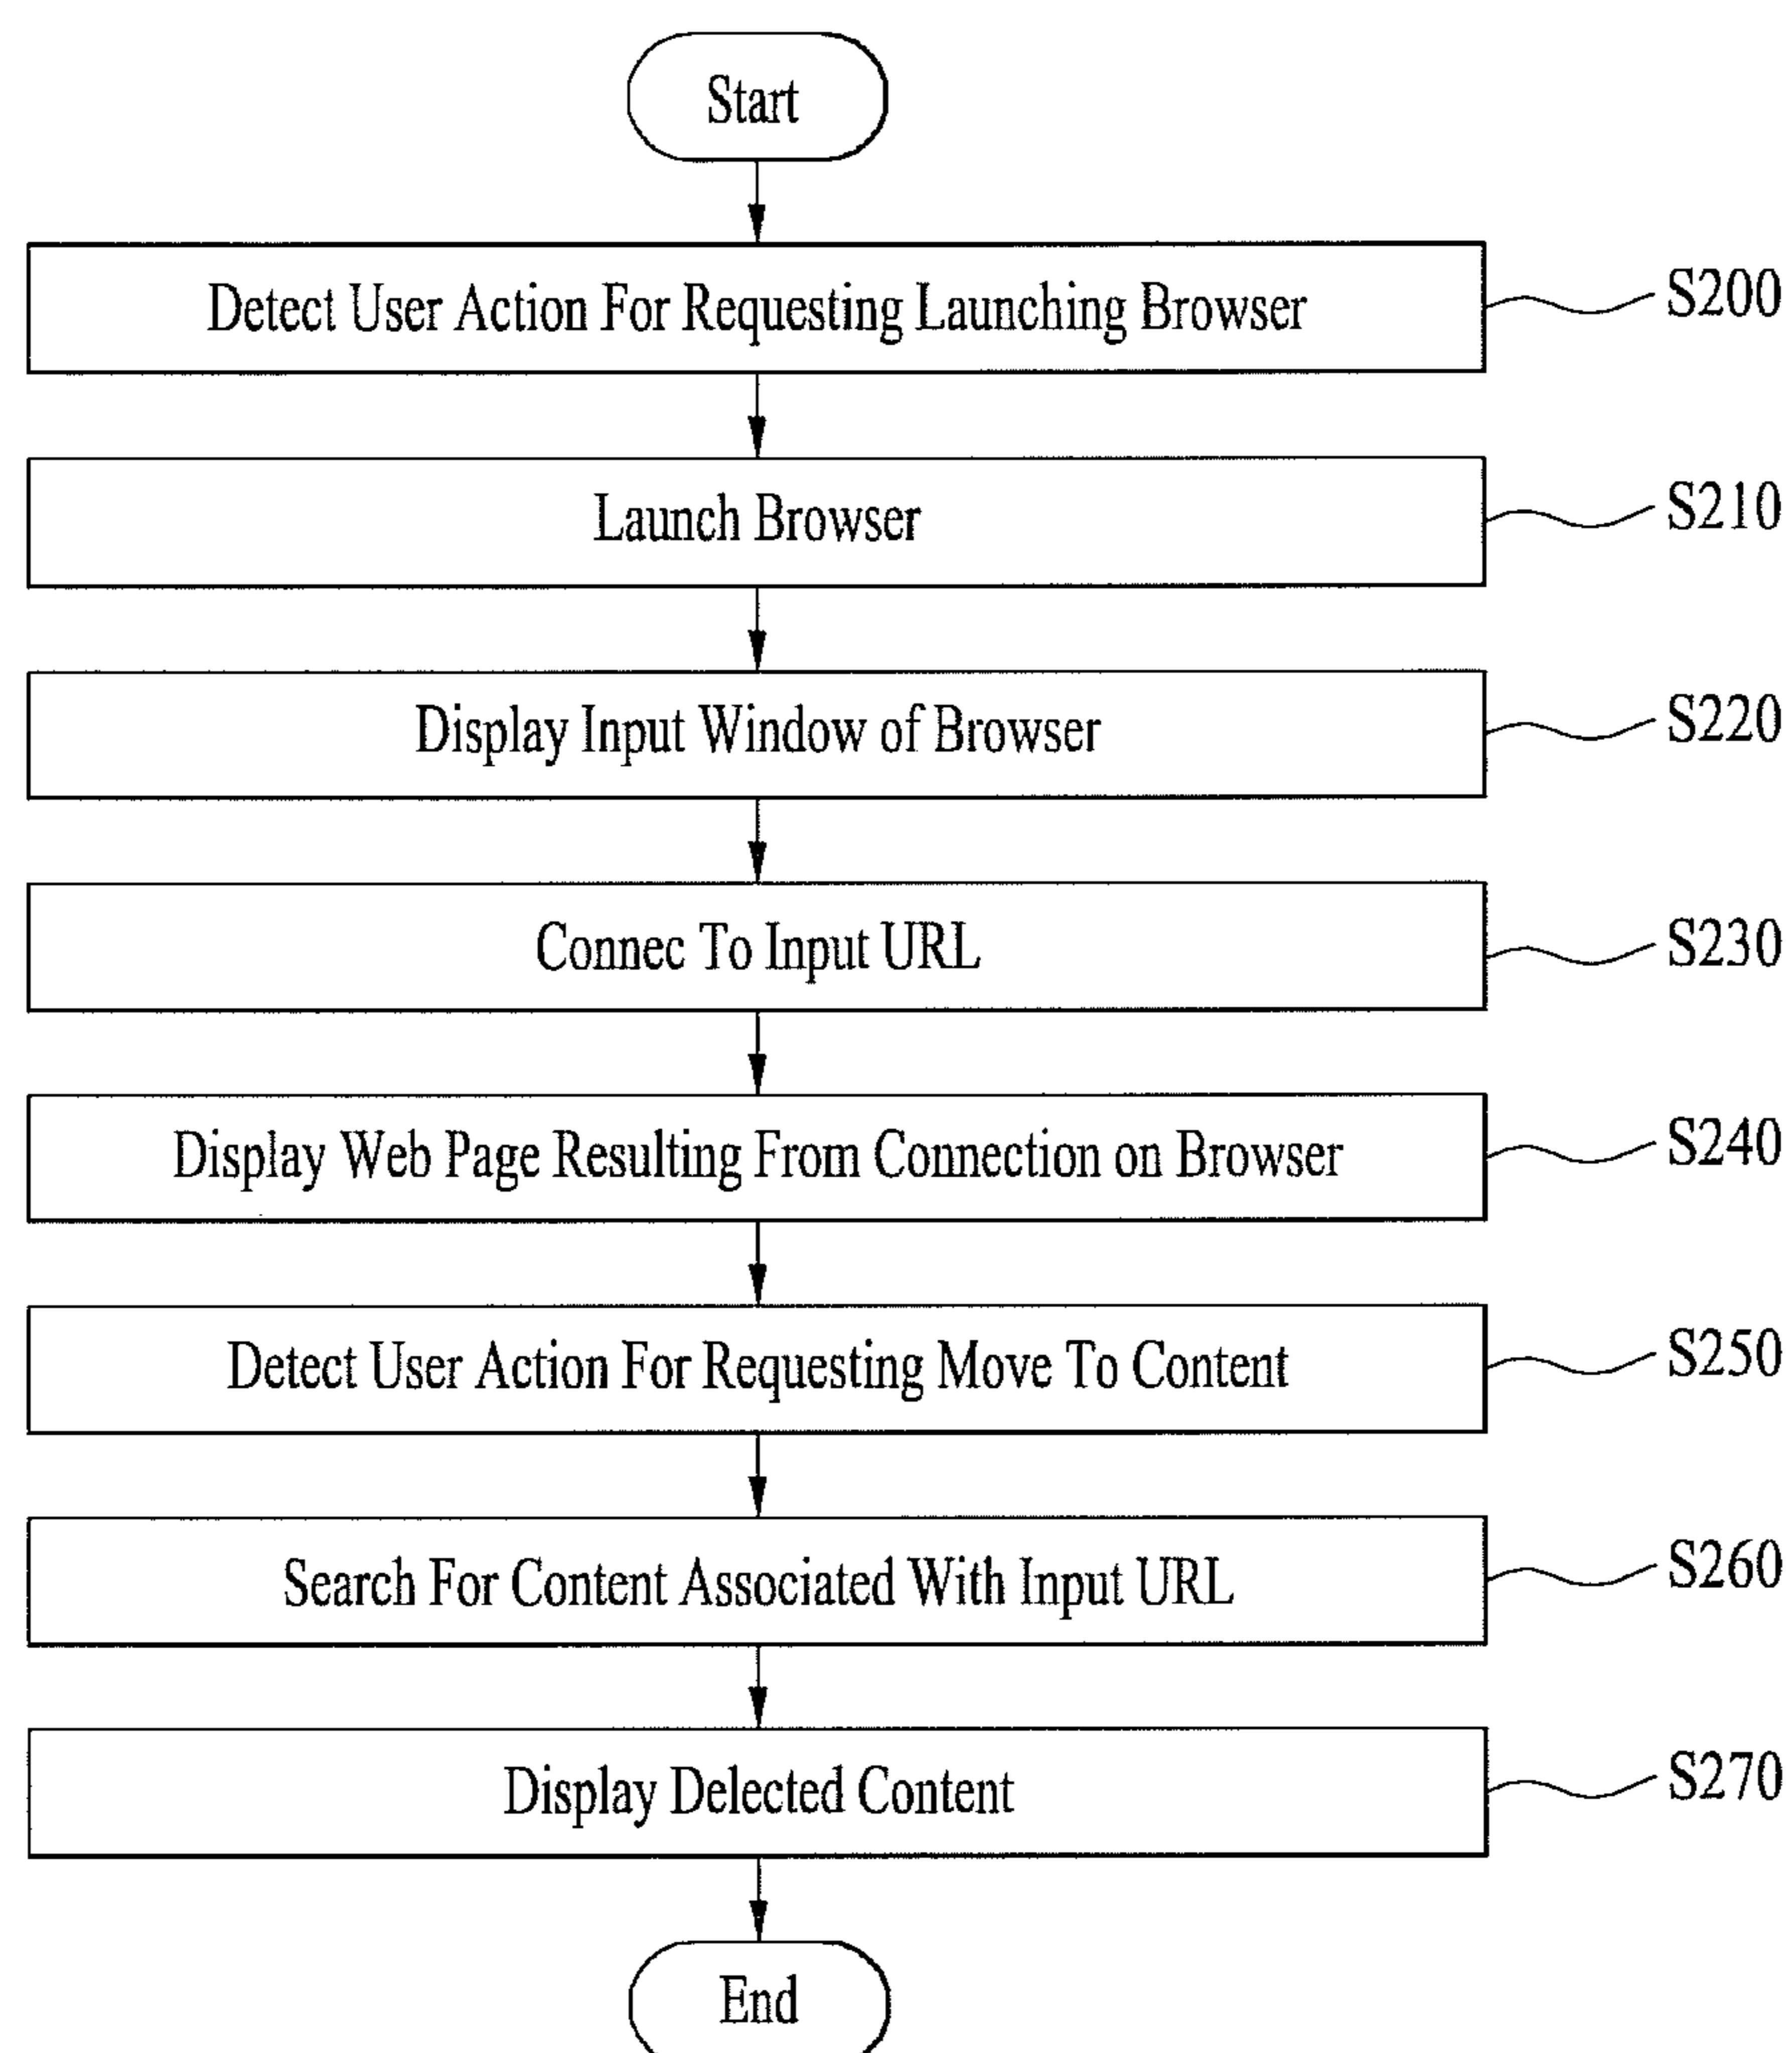 Start
Detect User Action For Requesting Launching Browser
S200
Launch Browser
S210
Display Input Window of Browser
S220
Connec To Input URL
S230
Display Web Page Resulting From Connection on Browser
S240
Detect User Action For Requesting Move To Content
S250
Search For Content Associated With Input URL
S260
Display Delected Content
S270
End